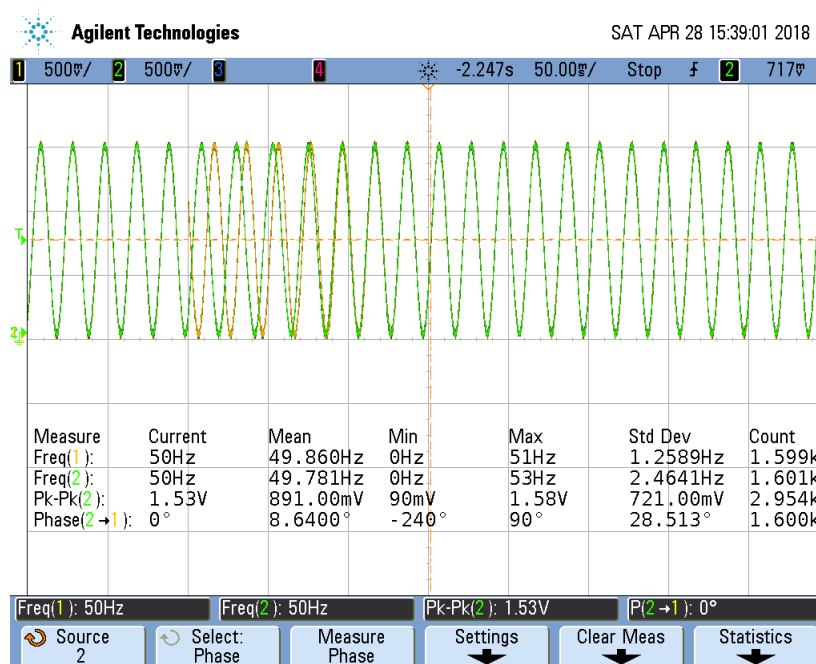 Agilent Technologies SAT APR 28 15:39:01 2018
1 500mV/ 2 500mV/ 3 4 -2.247s 50.00ms/ Stop 2 717mV
T
2
Measure Current Mean Min Max Std Dev Count
Freq(1): 50Hz 49.860Hz 0Hz 51Hz 1.2589Hz 1.599k
Freq(2): 50Hz 49.781Hz 0Hz 53Hz 2.4641Hz 1.601k
Pk-Pk(2): 1.53V 891.00mV 90mV 1.58V 721.00mV 2.954k
Phase(2→1): 0° 8.6400° -240° 90° 28.513° 1.600k
Freq(1): 50Hz Freq(2): 50Hz Pk-Pk(2): 1.53V P(2→1): 0°
Source Select: Measure Settings Clear Meas Statistics
2 Phase Phase